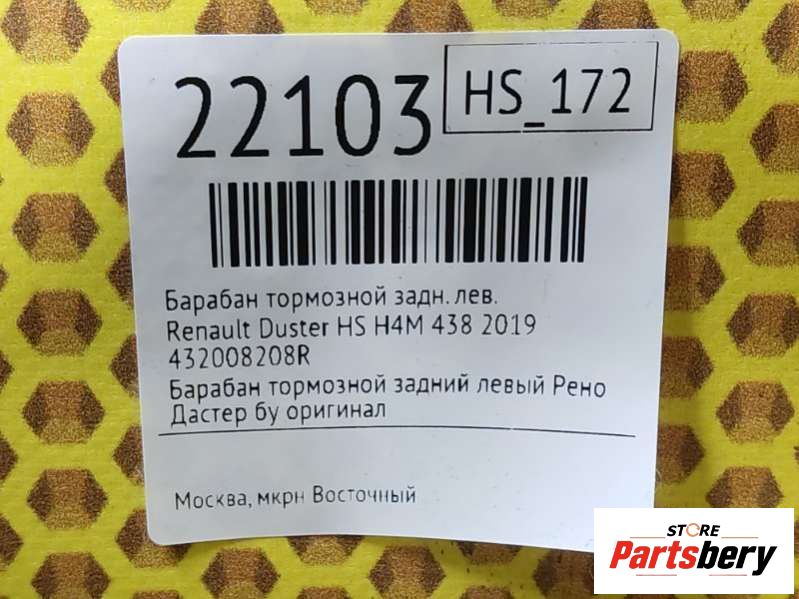 22103
HS_172
Барабан тормозной задн. лев.
Renault Duster HS H4M 438 2019
432008208R
Барабан тормозной задний левый Рено
Дастер бу оригинал
Москва, мкрн Восточный
STORE
Partsbery